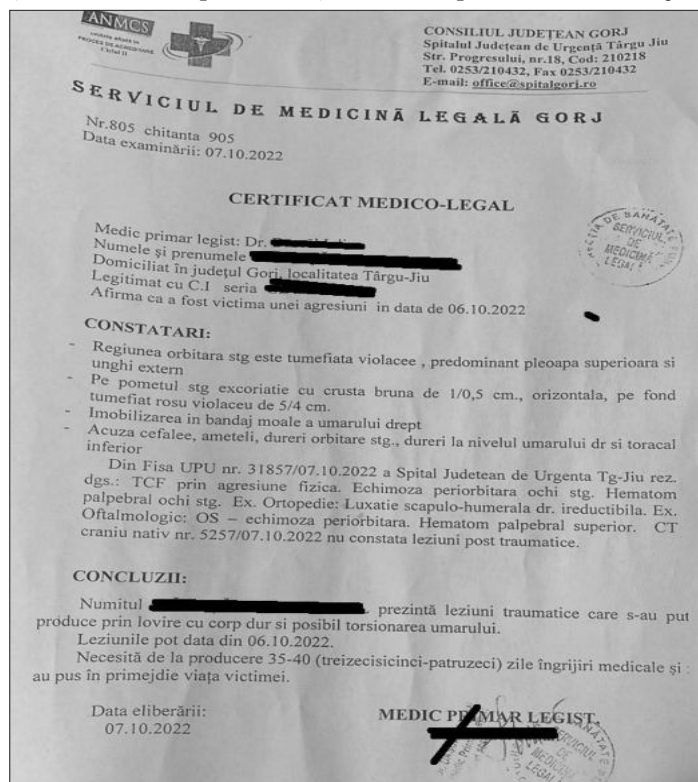 ANMCS
PROCES DE ACREDITARE
Ciclul II
CONSILIUL JUDEȚEAN GORJ
Spitalul Județean de Urgență Târgu Jiu
Str. Progresului, nr.18, Cod: 210218
Tel. 0253/210432, Fax 0253/210432
E-mail: office@spitalgorj.ro
SERVICIUL DE MEDICINĂ LEGALĂ GORJ
Nr.805 chitanta 905
Data examinării: 07.10.2022
CERTIFICAT MEDICO-LEGAL
SERVICIUL
DE
MEDICINĂ
LEGALĂ
Medic primar legist: Dr.
Numele și prenumele
Domiciliat în județul Gorj, localitatea Târgu-Jiu
Legitimat cu C.I seria
Afirma ca a fost victima unei agresiuni in data de 06.10.2022
CONSTATARI:
- Regiunea orbitara stg este tumefiata violacee , predominant pleoapa superioara si
unghi extern
- Pe pometul stg excoriatie cu crusta bruna de 1/0,5 cm., orizontala, pe fond
tumefiat rosu violaceu de 5/4 cm.
- Imobilizarea in bandaj moale a umarului drept
- Acuza cefalee, ameteli, dureri orbitare stg., dureri la nivelul umarului dr si toracal
inferior
Din Fisa UPU nr. 31857/07.10.2022 a Spital Judetean de Urgenta Tg-Jiu rez.
dgs.: TCF prin agresiune fizica. Echimoza periorbitara ochi stg. Hematom
palpebral ochi stg. Ex. Ortopedie: Luxatie scapulo-humerala dr. ireductibila. Ex.
Oftalmologic: OS – echimoza periorbitara. Hematom palpebral superior. CT
craniu nativ nr. 5257/07.10.2022 nu constata leziuni post traumatice.
CONCLUZII:
Numitul prezintă leziuni traumatice care s-au put
produce prin lovire cu corp dur si posibil torsionarea umarului.
Leziunile pot data din 06.10.2022.
Necesită de la producere 35-40 (treizecisicinci-patruzeci) zile îngrijiri medicale și
au pus în primejdie viața victimei.
Data eliberării:
07.10.2022
MEDIC PRIMAR LEGIST,